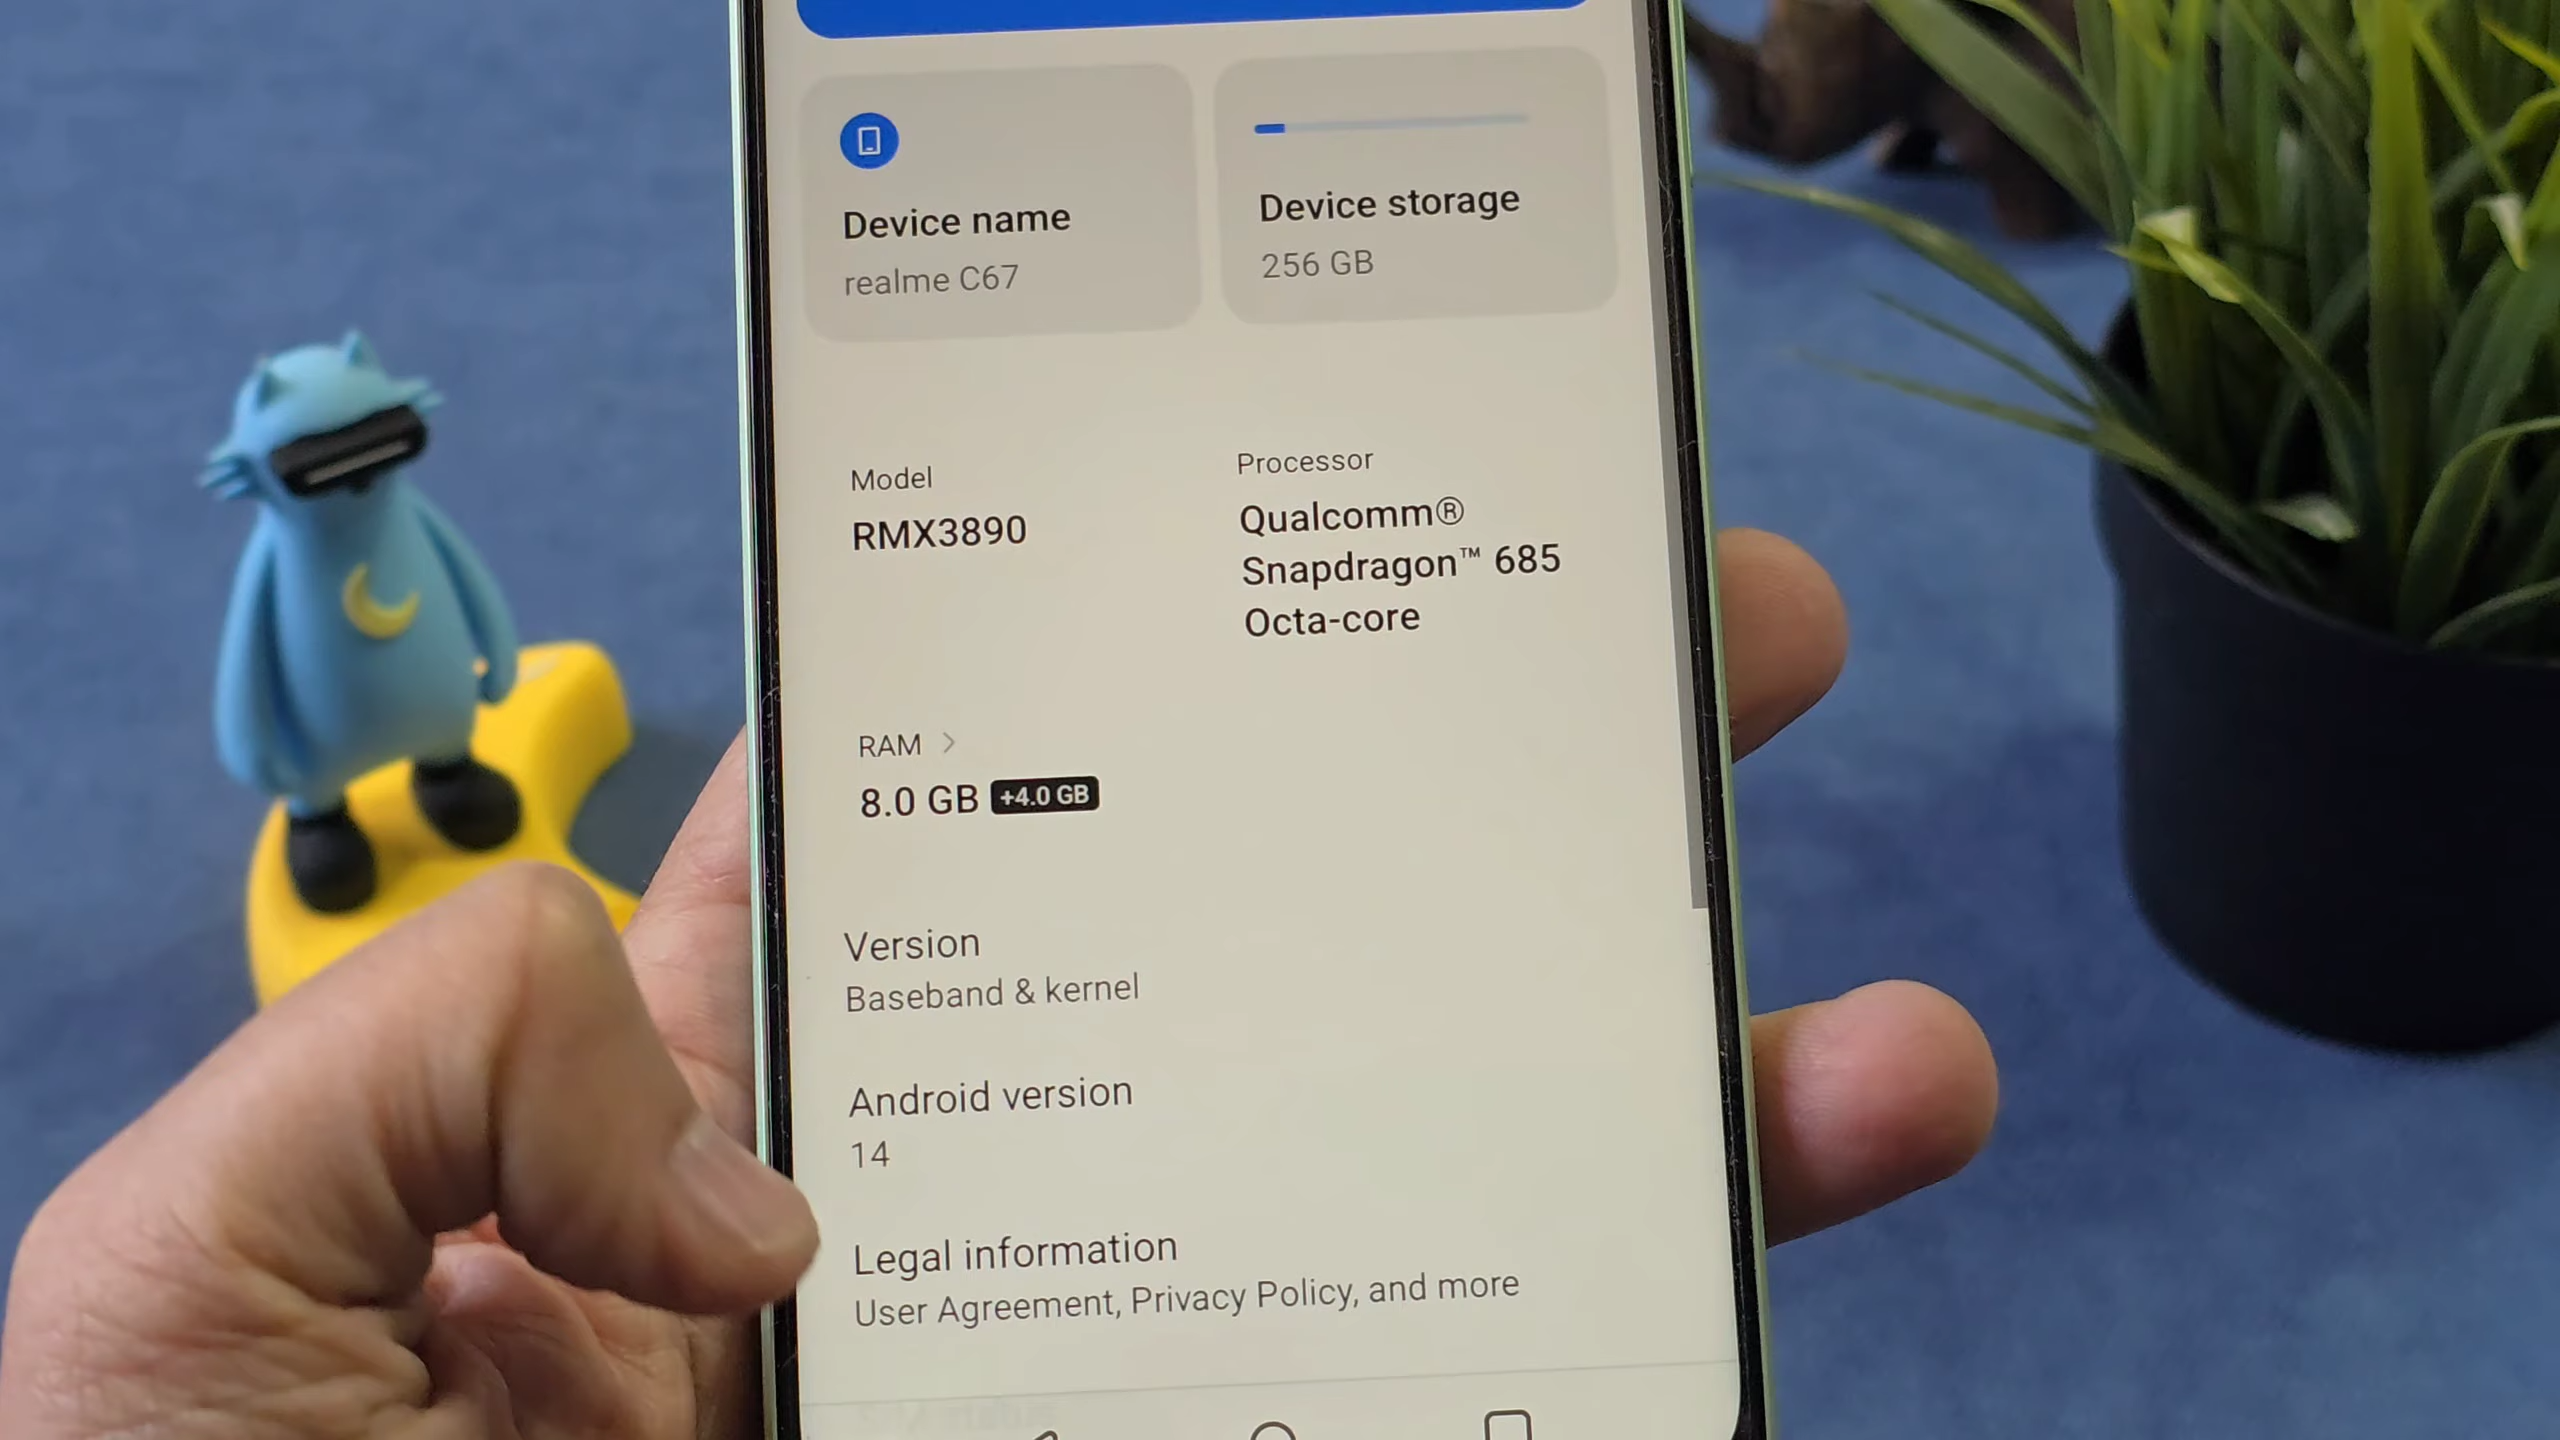 Device name
realme C67
Device storage
256 GB
Model
RMX3890
Processor
Qualcomm®
Snapdragon™ 685
Octa-core
RAM
8.0 GB +4.0 GB
Version
Baseband & kernel
Android version
14
Legal information
User Agreement, Privacy Policy, and more